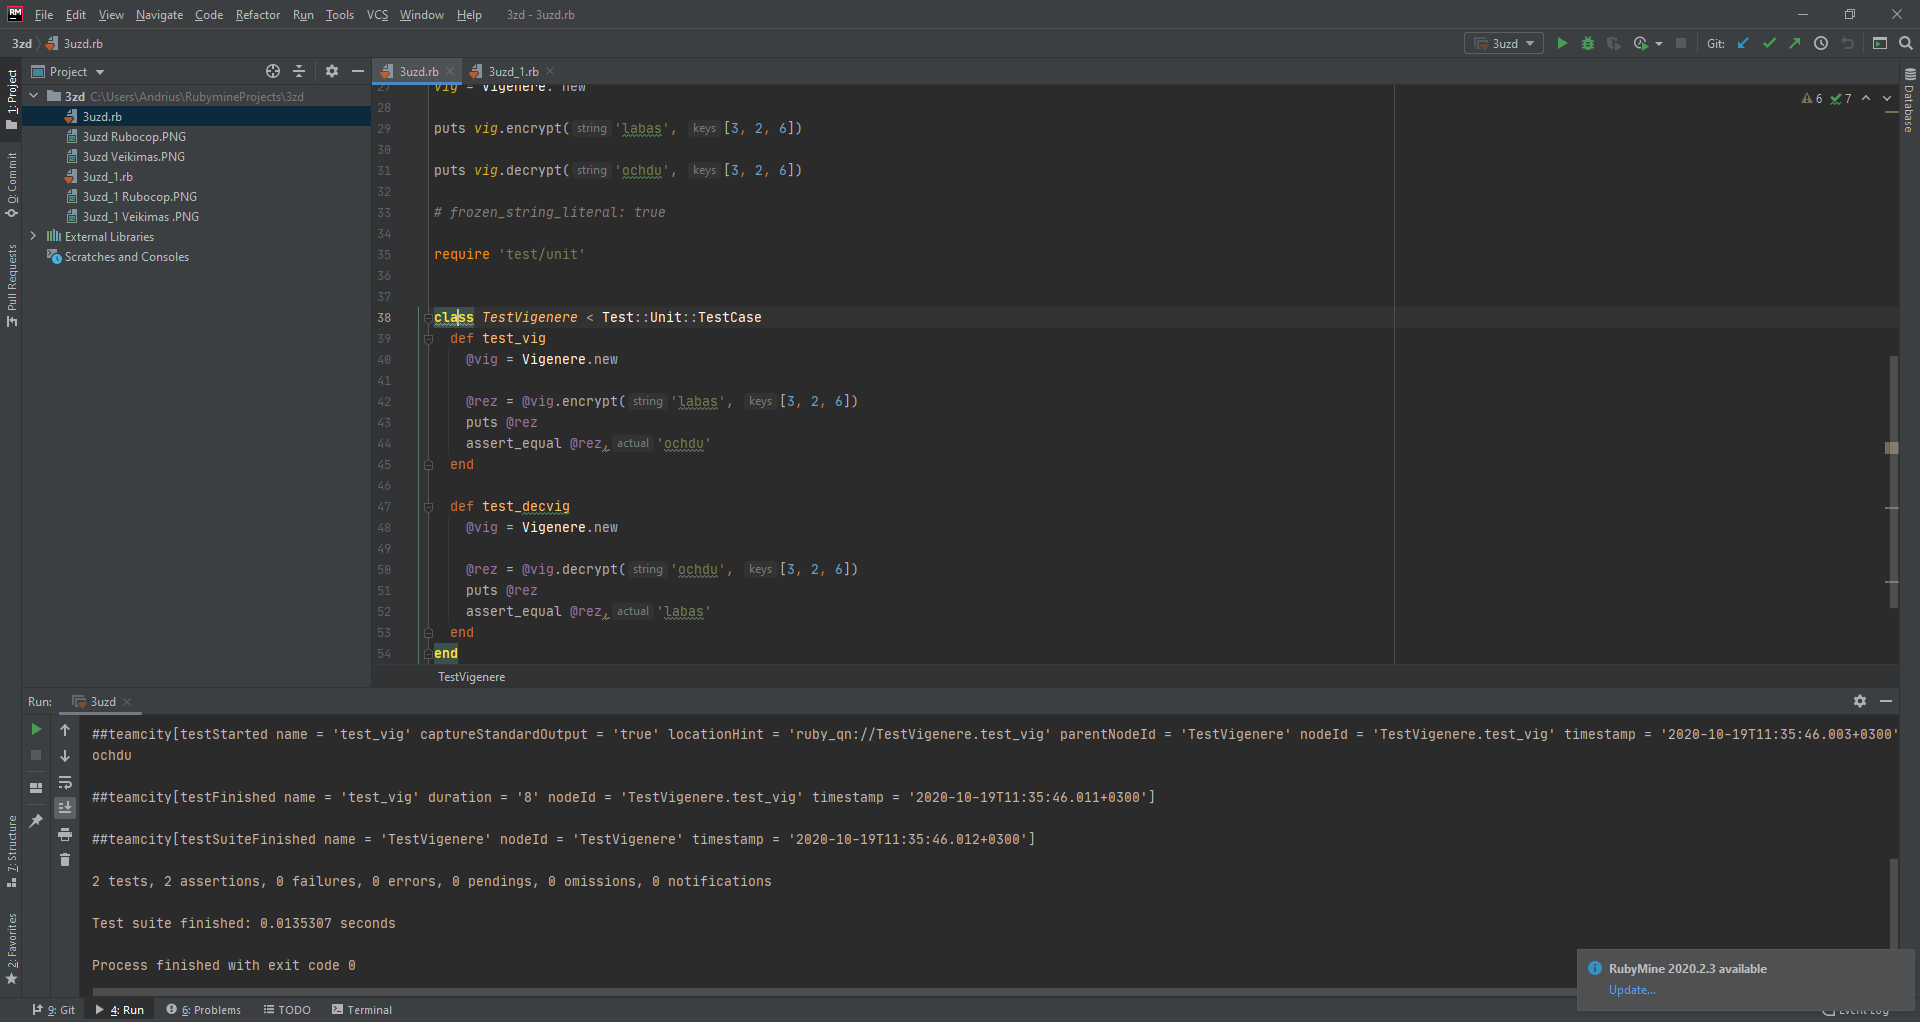 RM File Edit View Navigate Code Refactor Run Tools VCS Window Help 3zd - 3uzd.rb
3zd 3uzd.rb 3uzd Git:
Project 3uzd.rb 3uzd_1.rb
1: Project
0: Commit
Pull Requests
7: Structure
2: Favorites
Database
3zd C:\Users\Andrius\RubymineProjects\3zd
3uzd.rb
3uzd Rubocop.PNG
3uzd Veikimas.PNG
3uzd_1.rb
3uzd_1 Rubocop.PNG
3uzd_1 Veikimas .PNG
External Libraries
Scratches and Consoles
6 7
27 vig = Vigenere. new
28
29 puts vig.encrypt( string 'labas', keys [3, 2, 6])
30
31 puts vig.decrypt( string 'ochdu', keys [3, 2, 6])
32
33 # frozen_string_literal: true
34
35 require 'test/unit'
36
37
38 class TestVigenere < Test::Unit::TestCase
39 def test_vig
40 @vig = Vigenere.new
41
42 @rez = @vig.encrypt( string 'labas', keys [3, 2, 6])
43 puts @rez
44 assert_equal @rez, actual 'ochdu'
45 end
46
47 def test_decvig
48 @vig = Vigenere.new
49
50 @rez = @vig.decrypt( string 'ochdu', keys [3, 2, 6])
51 puts @rez
52 assert_equal @rez, actual 'labas'
53 end
54 end
TestVigenere
Run: 3uzd
##teamcity[testStarted name = 'test_vig' captureStandardOutput = 'true' locationHint = 'ruby_qn://TestVigenere.test_vig' parentNodeId = 'TestVigenere' nodeId = 'TestVigenere.test_vig' timestamp = '2020-10-19T11:35:46.003+0300'
ochdu
##teamcity[testFinished name = 'test_vig' duration = '8' nodeId = 'TestVigenere.test_vig' timestamp = '2020-10-19T11:35:46.011+0300']
##teamcity[testSuiteFinished name = 'TestVigenere' nodeId = 'TestVigenere' timestamp = '2020-10-19T11:35:46.012+0300']
2 tests, 2 assertions, 0 failures, 0 errors, 0 pendings, 0 omissions, 0 notifications
Test suite finished: 0.0135307 seconds
Process finished with exit code 0
RubyMine 2020.2.3 available
Update...
9: Git 4: Run 6: Problems TODO Terminal Event Log